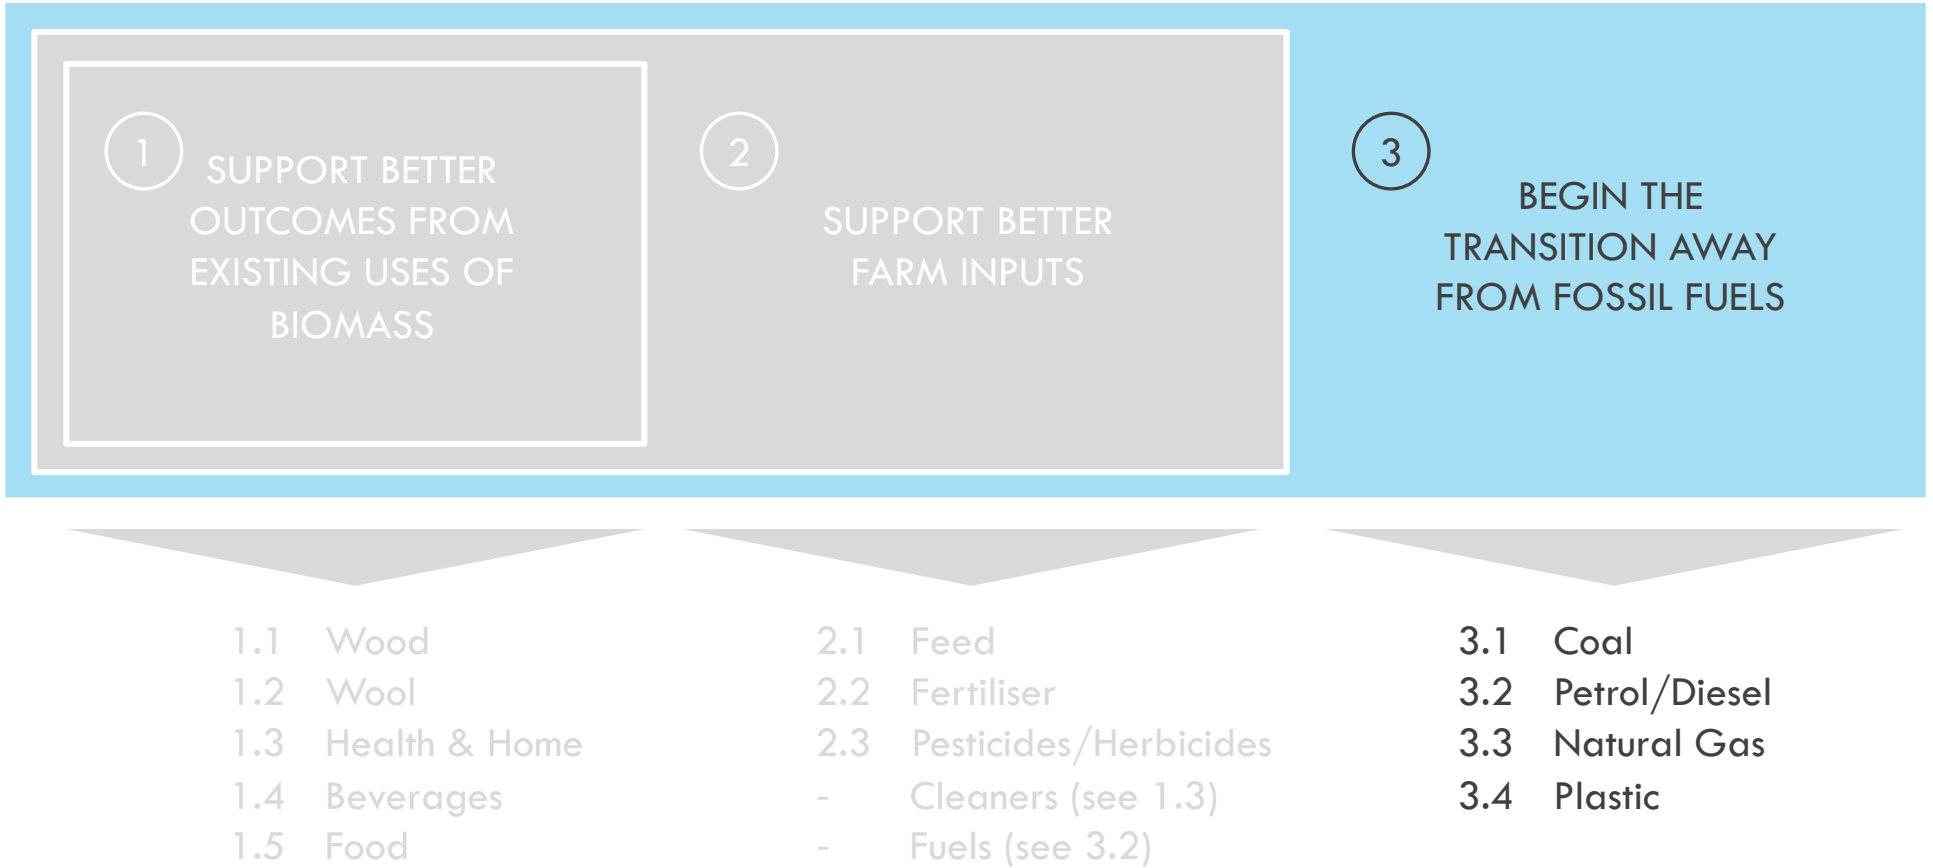 1
SUPPORT BETTER
OUTCOMES FROM
EXISTING USES OF
BIOMASS
2
SUPPORT BETTER
FARM INPUTS
3
BEGIN THE
TRANSITION AWAY
FROM FOSSIL FUELS
1.1 Wood
1.2 Wool
1.3 Health & Home
1.4 Beverages
1.5 Food
2.1 Feed
2.2 Fertiliser
2.3 Pesticides/Herbicides
- Cleaners (see 1.3)
- Fuels (see 3.2)
3.1 Coal
3.2 Petrol/Diesel
3.3 Natural Gas
3.4 Plastic